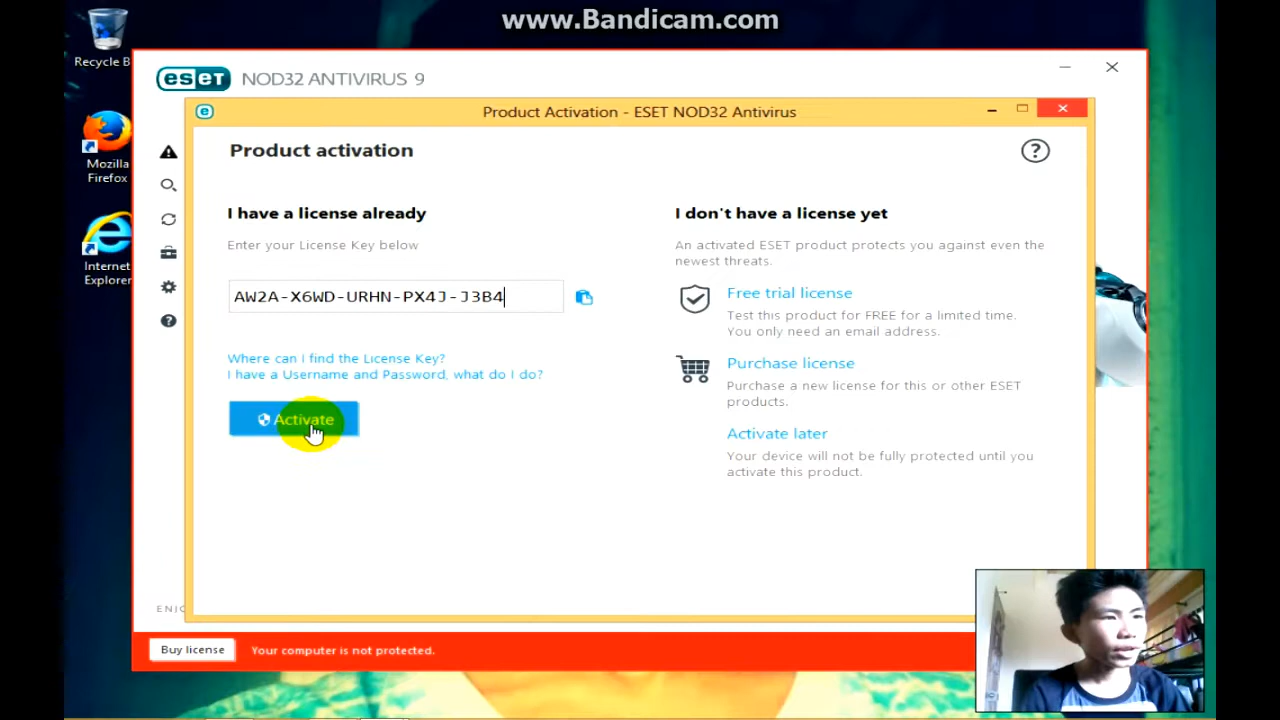 www.Bandicam.com
Recycle B
eseT NOD32 ANTIVIRUS 9
Product Activation - ESET NOD32 Antivirus
Mozilla
Firefox
Product activation
?
I have a license already
Enter your License Key below
AW2A-X6WD-URHN-PX4J-J3B4
Where can I find the License Key?
I have a Username and Password, what do I do?
Activate
I don't have a license yet
An activated ESET product protects you against even the
newest threats.
Free trial license
Test this product for FREE for a limited time.
You only need an email address.
Purchase license
Purchase a new license for this or other ESET
products.
Activate later
Your device will not be fully protected until you
activate this product.
Internet
Explorer
ENJO
Buy license
Your computer is not protected.